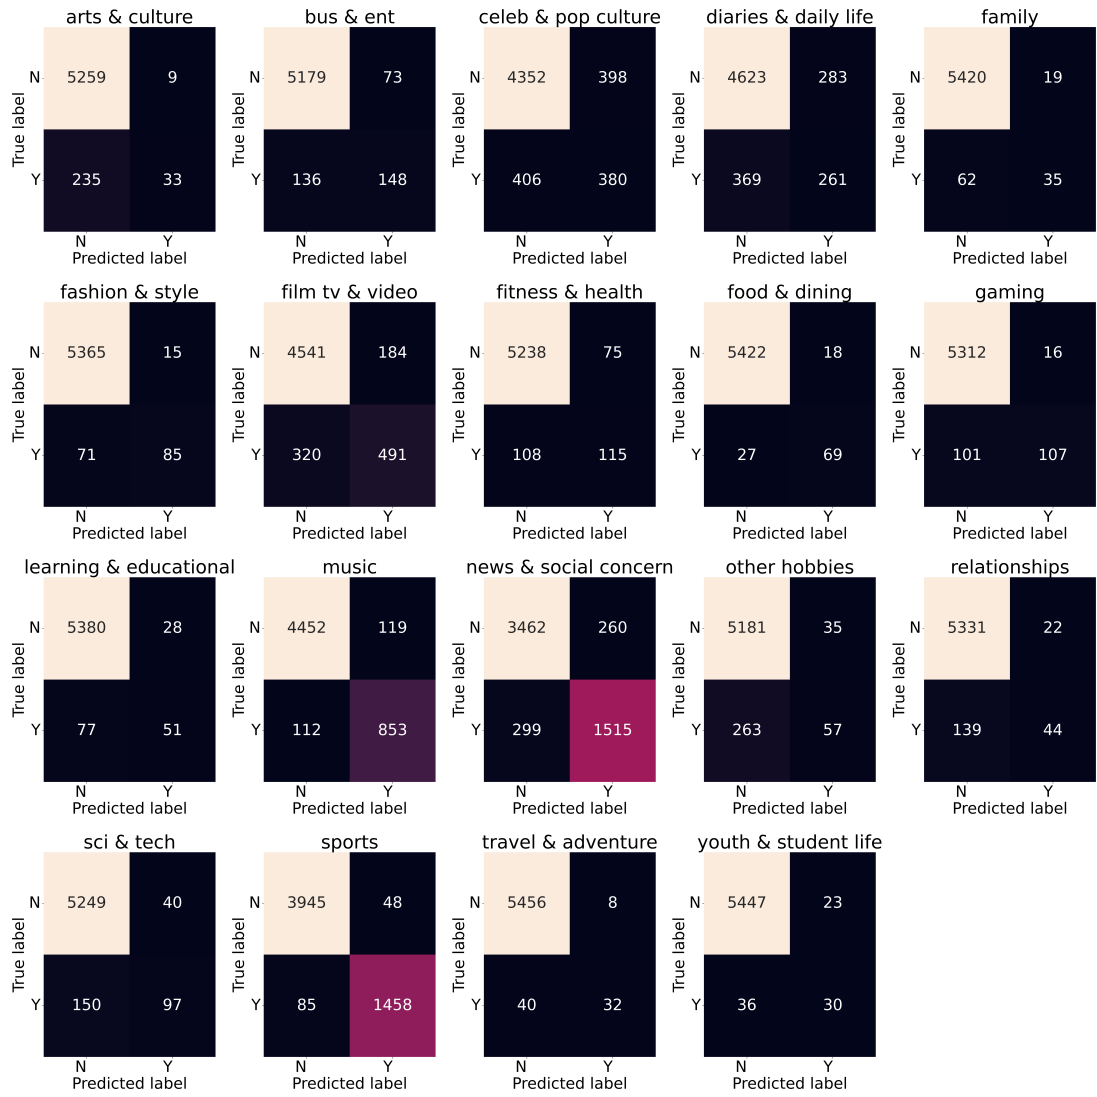 arts & culture
N 5259 9
Y 235 33
N Y
Predicted label
True label
bus & ent
N 5179 73
Y 136 148
N Y
Predicted label
True label
celeb & pop culture
N 4352 398
Y 406 380
N Y
Predicted label
True label
diaries & daily life
N 4623 283
Y 369 261
N Y
Predicted label
True label
family
N 5420 19
Y 62 35
N Y
Predicted label
True label
fashion & style
N 5365 15
Y 71 85
N Y
Predicted label
True label
film tv & video
N 4541 184
Y 320 491
N Y
Predicted label
True label
fitness & health
N 5238 75
Y 108 115
N Y
Predicted label
True label
food & dining
N 5422 18
Y 27 69
N Y
Predicted label
True label
gaming
N 5312 16
Y 101 107
N Y
Predicted label
True label
learning & educational
N 5380 28
Y 77 51
N Y
Predicted label
True label
music
N 4452 119
Y 112 853
N Y
Predicted label
True label
news & social concern
N 3462 260
Y 299 1515
N Y
Predicted label
True label
other hobbies
N 5181 35
Y 263 57
N Y
Predicted label
True label
relationships
N 5331 22
Y 139 44
N Y
Predicted label
True label
sci & tech
N 5249 40
Y 150 97
N Y
Predicted label
True label
sports
N 3945 48
Y 85 1458
N Y
Predicted label
True label
travel & adventure
N 5456 8
Y 40 32
N Y
Predicted label
True label
youth & student life
N 5447 23
Y 36 30
N Y
Predicted label
True label